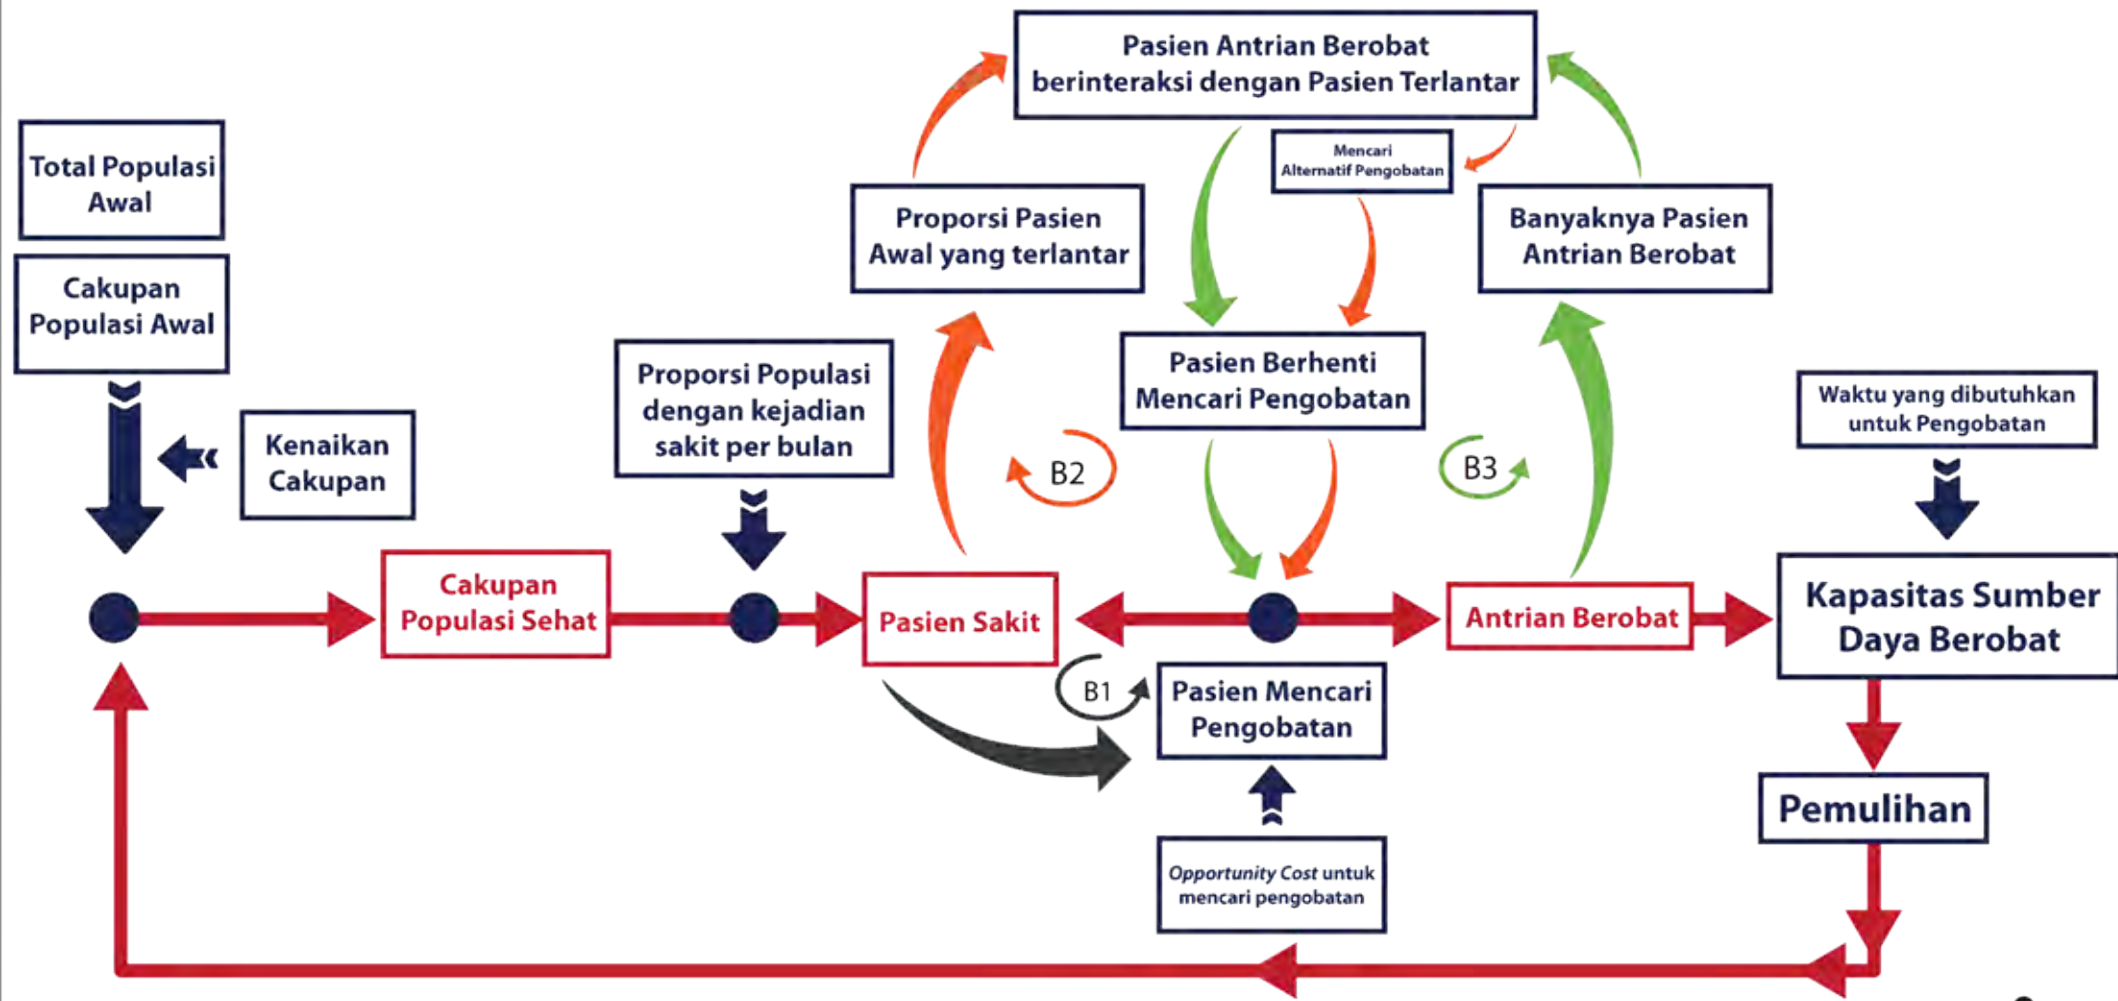 Pasien Antrian Berobat
berinteraksi dengan Pasien Terlantar
Total Populasi
Awal
Mencari
Alternatif Pengobatan
Proporsi Pasien
Awal yang terlantar
Banyaknya Pasien
Antrian Berobat
Cakupan
Populasi Awal
Kenaikan
Cakupan
Proporsi Populasi
dengan kejadian
sakit per bulan
Pasien Berhenti
Mencari Pengobatan
Waktu yang dibutuhkan
untuk Pengobatan
B2
B3
Cakupan
Populasi Sehat
Pasien Sakit
Antrian Berobat
Kapasitas Sumber
Daya Berobat
B1
Pasien Mencari
Pengobatan
Pemulihan
Opportunity Cost untuk
mencari pengobatan